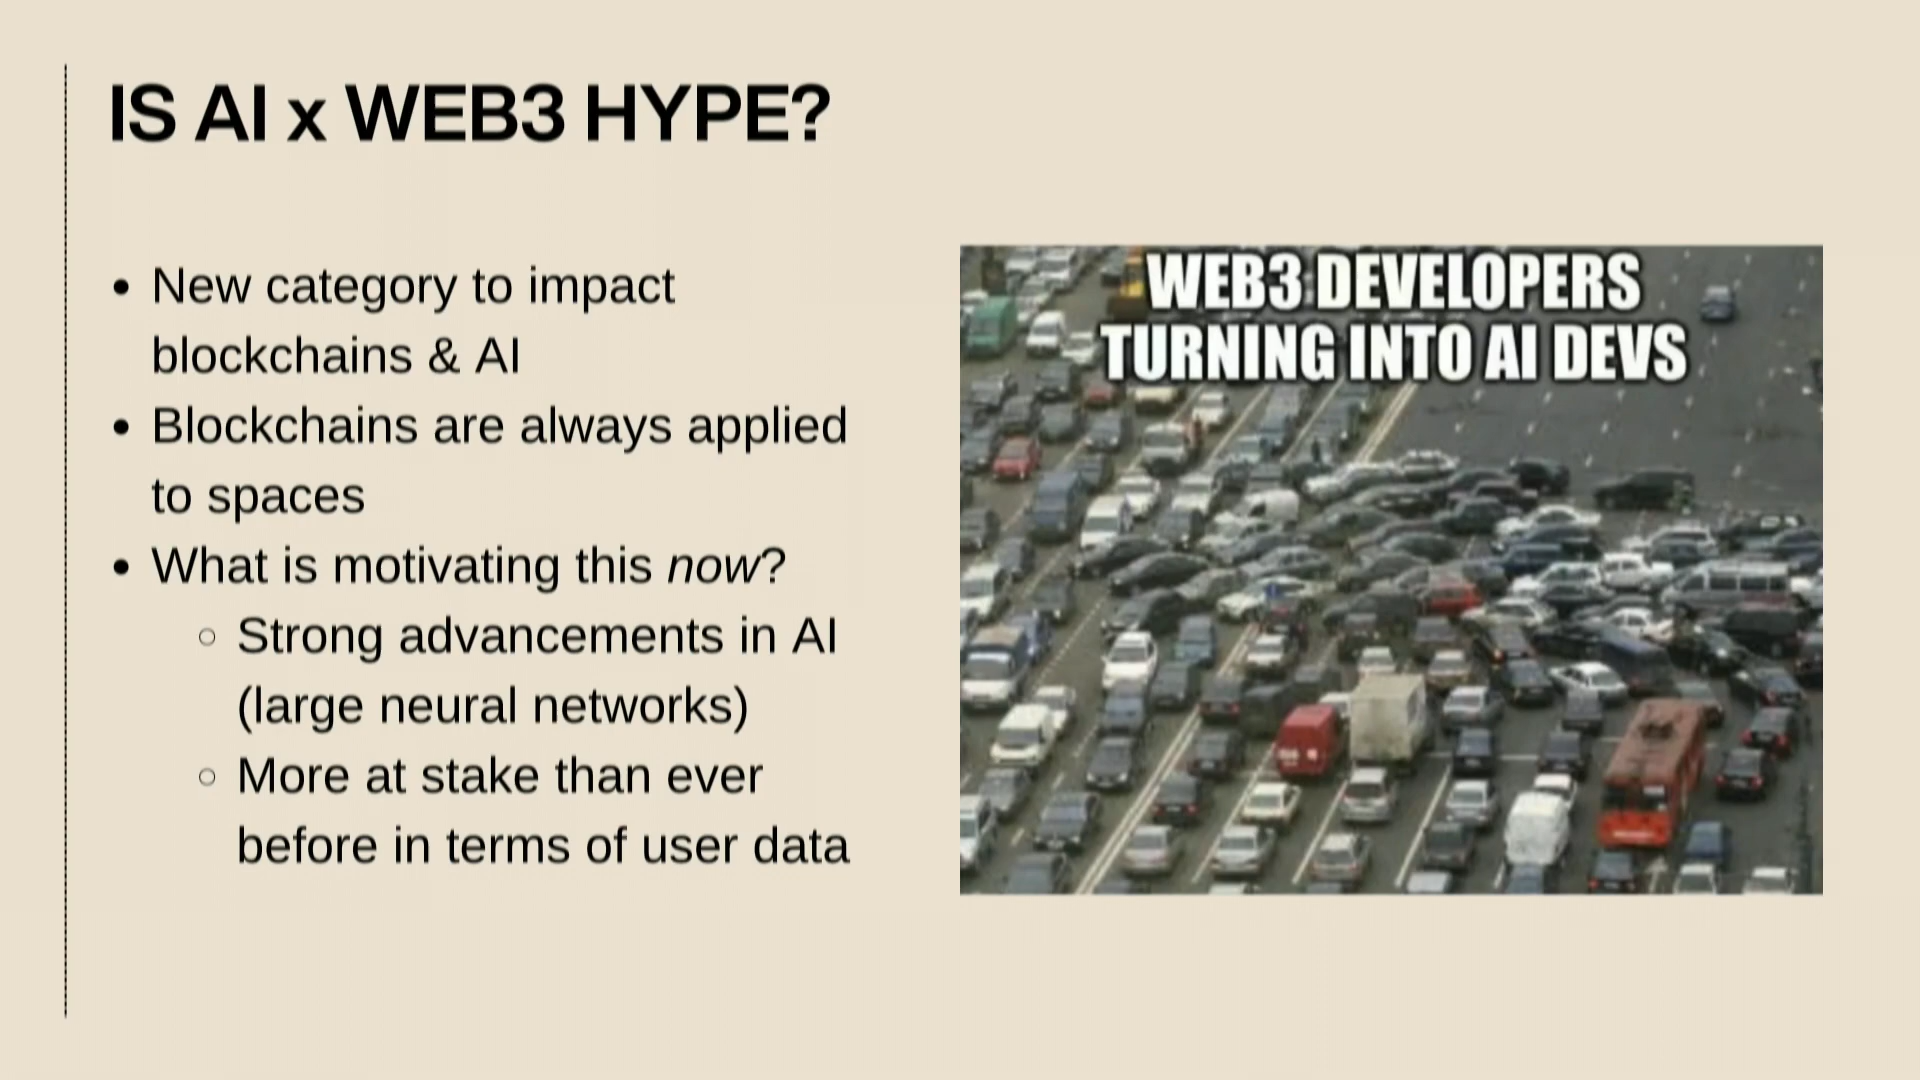 IS AI x WEB3 HYPE?
• New category to impact
blockchains & AI
• Blockchains are always applied
to spaces
• What is motivating this now?
○ Strong advancements in AI
(large neural networks)
○ More at stake than ever
before in terms of user data
WEB3 DEVELOPERS
TURNING INTO AI DEVS